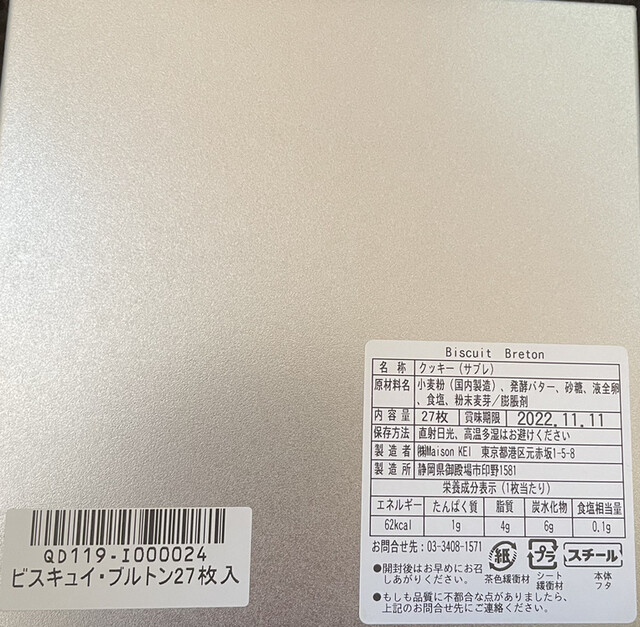 Biscuit Breton
名 称 クッキー（サブレ）
原材料名 小麦粉（国内製造）、発酵バター、砂糖、液全卵
、食塩、粉末麦芽／膨脹剤
内容量 27枚 賞味期限 2022.11.11
保存方法 直射日光、高温多湿はお避けください
製造者 ㈱Maison KEI 東京都港区元赤坂1-5-8
製造所 静岡県御殿場市印野1581
栄養成分表示（1枚当たり）
エネルギー たんぱく質 脂質 炭水化物 食塩相当量
62kcal 1g 4g 6g 0.1g
お問合せ先：03-3408-1571
●開封後はお早めにお召
しあがりください。
紙 プラ スチール
茶色緩衝材 シート 本体
緩衝材 フタ
●もしも品質に不都合な点がありましたら、
上記のお問合せ先にご連絡ください。
QD119-I000024
ビスキュイ・ブルトン27枚入